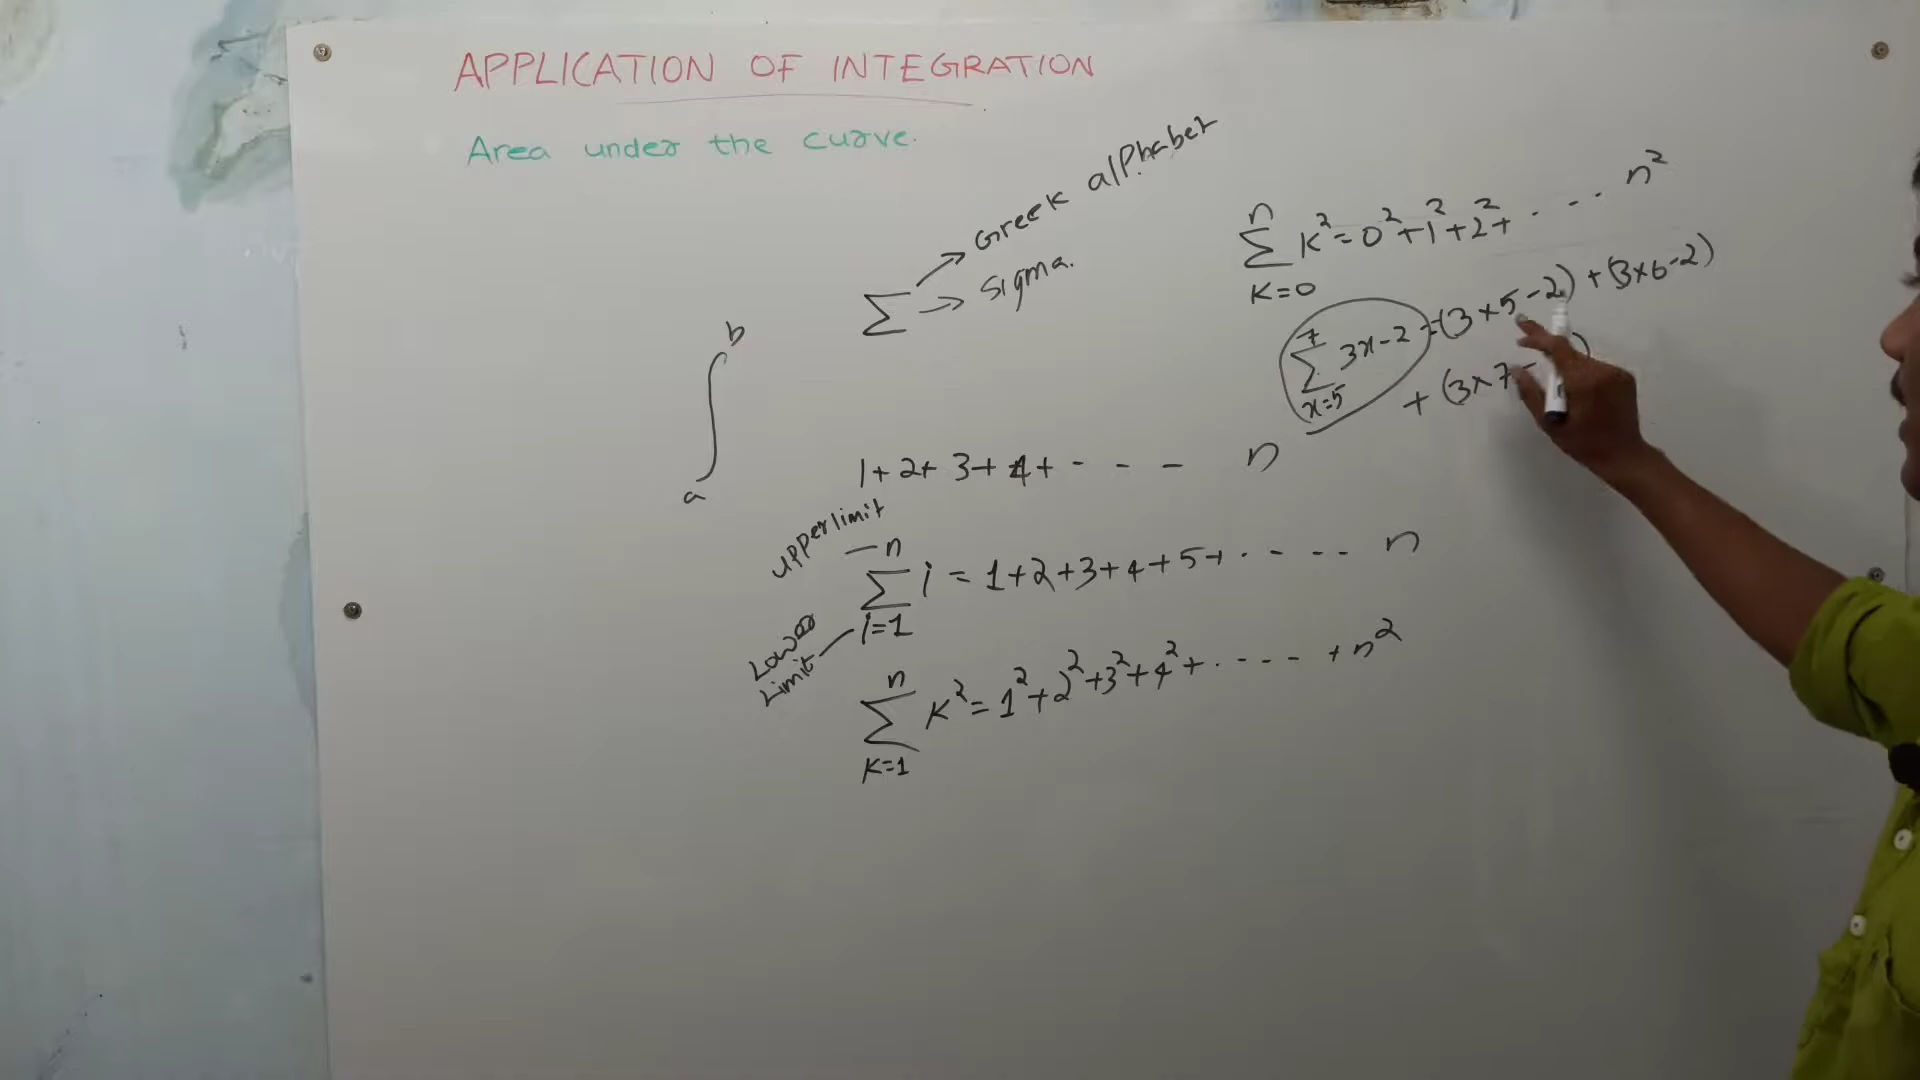 APPLICATION OF INTEGRATION
Area under the curve.
∑ → Greek alphabet
→ Sigma.
∫ b a
n ∑ K=0 K² = 0² + 1² + 2² + . - - . n²
7 ∑ x=5 3x-2 = (3×5-2) + (3×6-2)
+ (3×7- )
1+2+ 3+ 4+ - - - n
upper limit — n
∑ i = 1+2+3+4+5+ . - - - n
Lower Limit — i=1
n ∑ K=1 K² = 1² + 2² + 3² + 4² + . - - - + n²